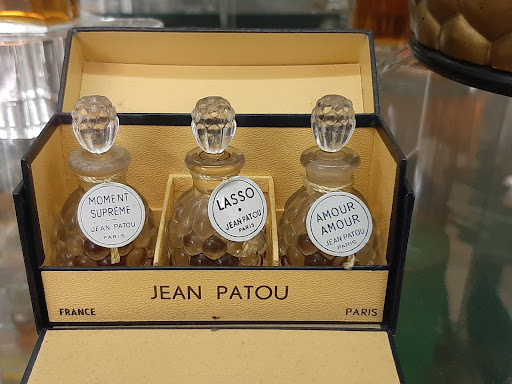 MOMENT
SUPRÊME
JEAN PATOU
PARIS
LASSO
JEAN PATOU
PARIS
AMOUR
AMOUR
JEAN PATOU
PARIS
JEAN PATOU
FRANCE PARIS